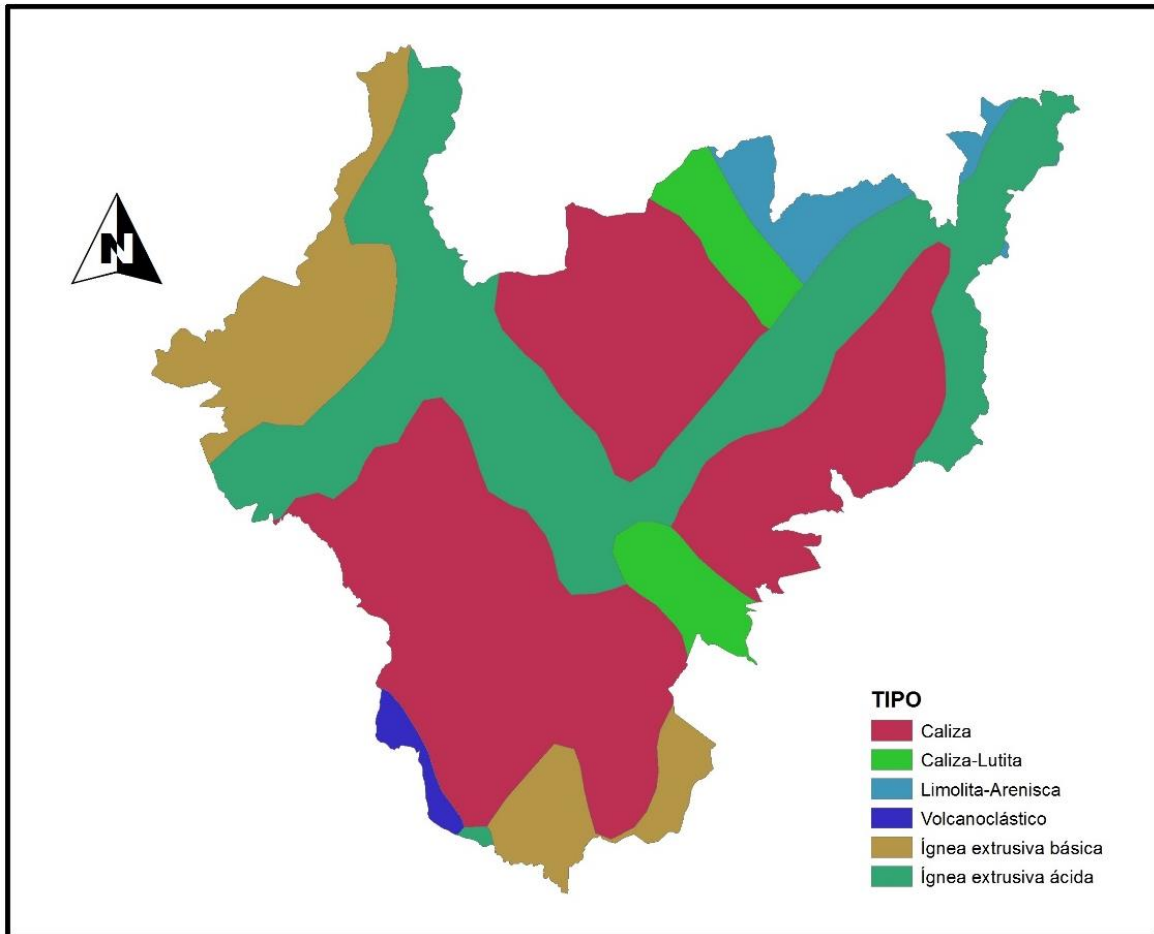 N
TIPO
Caliza
Caliza-Lutita
Limolita-Arenisca
Volcanoclástico
Ígnea extrusiva básica
Ígnea extrusiva ácida